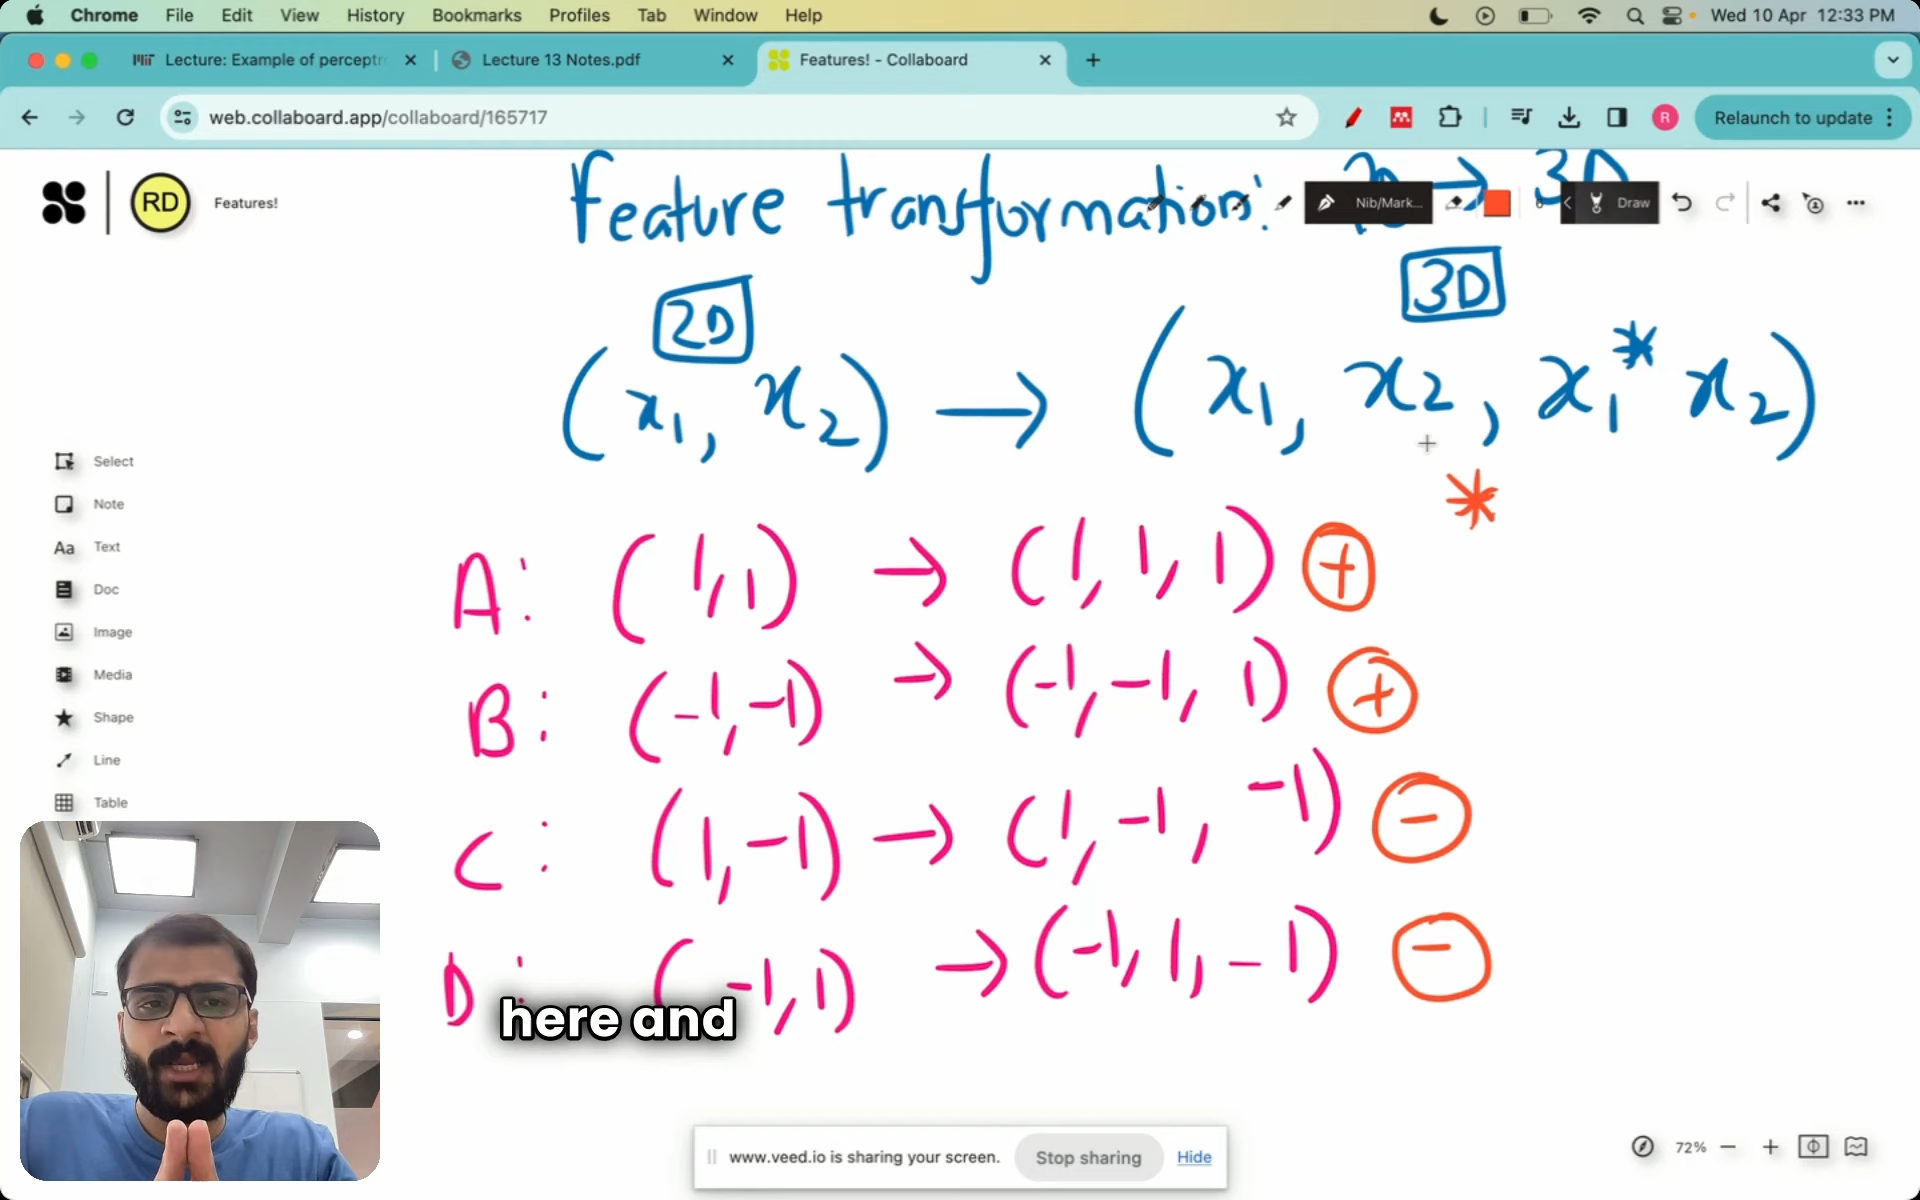 Chrome File Edit View History Bookmarks Profiles Tab Window Help Wed 10 Apr 12:33 PM
MIT Lecture: Example of perceptr Lecture 13 Notes.pdf Features! - Collaboard
web.collaboard.app/collaboard/165717 R Relaunch to update
RD Features! Nib/Mark... 6 Draw
Feature transformation: 2D → 3D
2D 3D
(x₁, x₂) → (x₁, x₂, x₁* x₂)
*
A: (1,1) → (1, 1, 1) +
B: (-1,-1) → (-1,-1, 1) +
C: (1,-1) → (1, -1, -1) -
D: (-1,1) → (-1, 1, -1) -
Select
Note
Aa Text
Doc
Image
Media
Shape
Line
Table
here and
www.veed.io is sharing your screen. Stop sharing Hide
72%